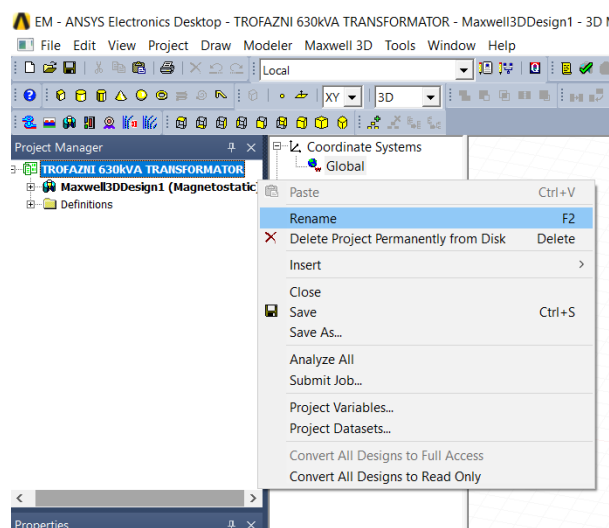 EM - ANSYS Electronics Desktop - TROFAZNI 630kVA TRANSFORMATOR - Maxwell3DDesign1 - 3D
File Edit View Project Draw Modeler Maxwell 3D Tools Window Help
Local
XY 3D
Project Manager
Coordinate Systems
Global
TROFAZNI 630kVA TRANSFORMATOR
Maxwell3DDesign1 (Magnetostatic)
Definitions
Paste Ctrl+V
Rename F2
Delete Project Permanently from Disk Delete
Insert
Close
Save Ctrl+S
Save As...
Analyze All
Submit Job...
Project Variables...
Project Datasets...
Convert All Designs to Full Access
Convert All Designs to Read Only
Properties